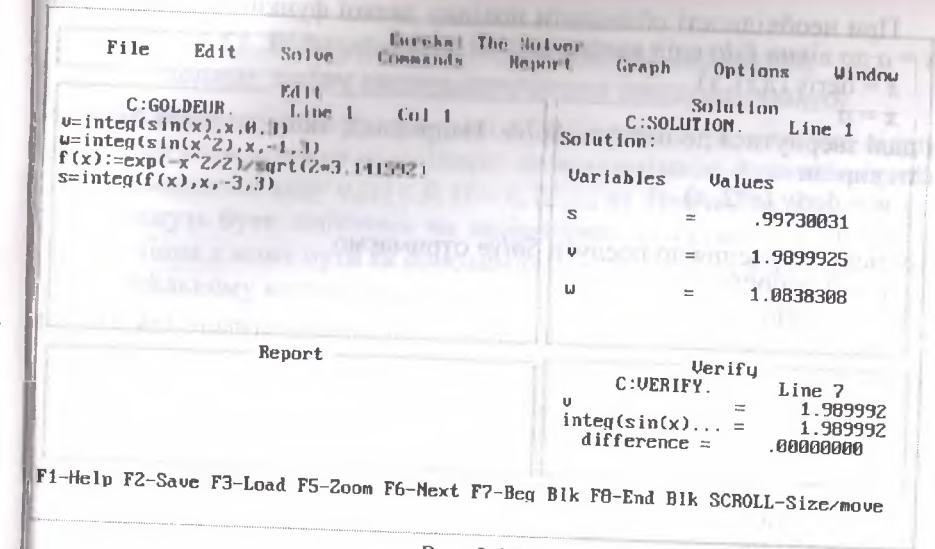 Eureka! The Solver
File Edit Solve Commands Report Graph Options Window
Edit
C:GOLDEUR. Line 1 Col 1
v=integ(sin(x),x,0,3)
w=integ(sin(x^2),x,-1,3)
f(x):=exp(-x^2/2)/sqrt(2*3.141592)
s=integ(f(x),x,-3,3)
Solution
C:SOLUTION. Line 1
Solution:
Variables Values
s = .99730031
v = 1.9899925
w = 1.0838308
Report
Verify
C:VERIFY. Line 7
v = 1.989992
integ(sin(x)... = 1.989992
difference = .00000000
F1-Help F2-Save F3-Load F5-Zoom F6-Next F7-Beg Blk F8-End Blk SCROLL-Size/move